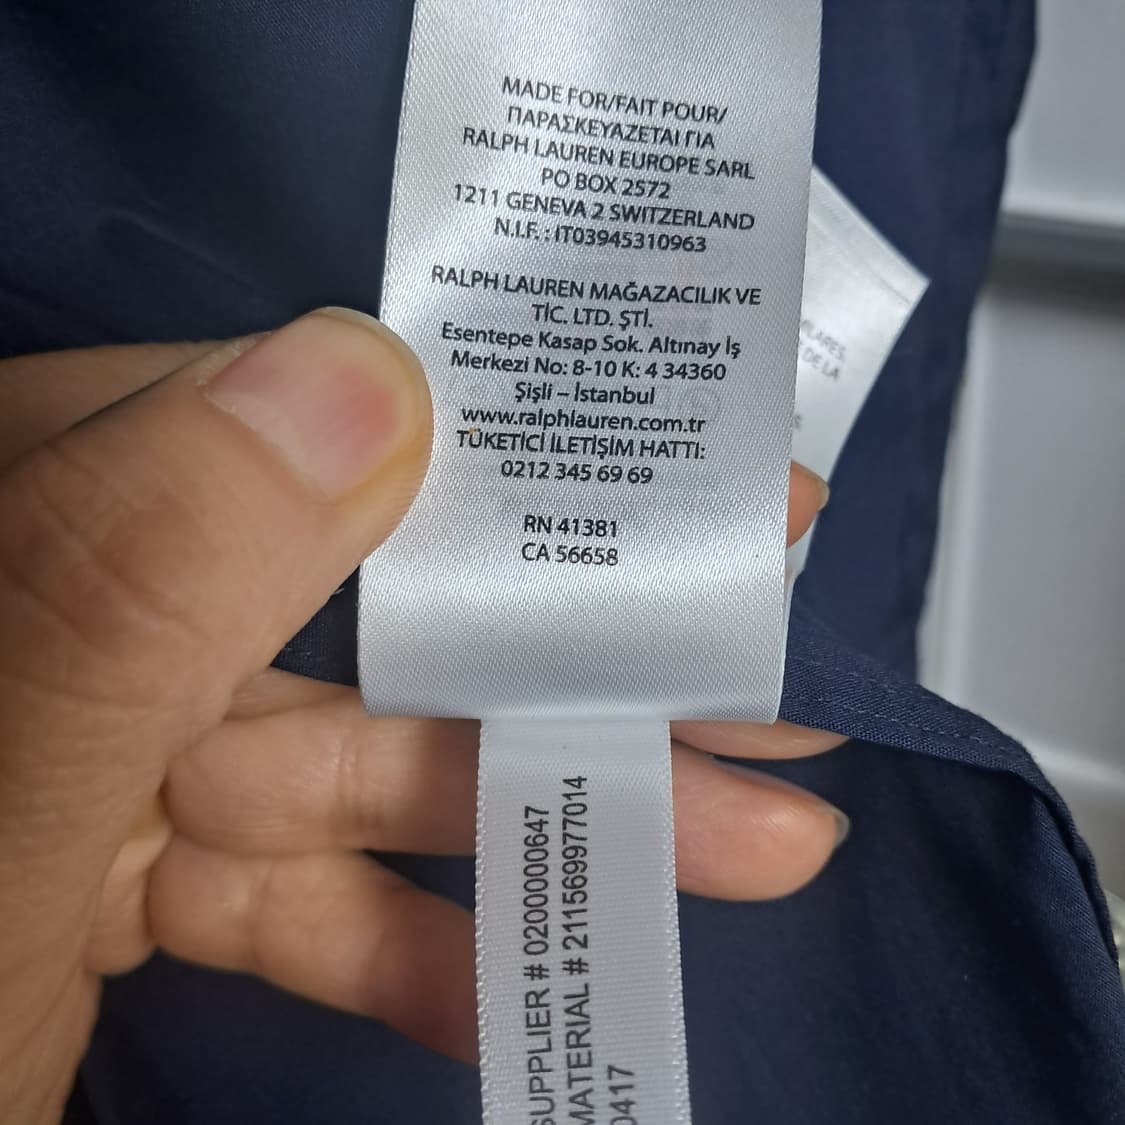 MADE FOR/FAIT POUR/
ΠΑΡΑΣΚΕΥΑΖΕΤΑΙ ΓΙΑ
RALPH LAUREN EUROPE SARL
PO BOX 2572
1211 GENEVA 2 SWITZERLAND
N.I.F. : IT03945310963
RALPH LAUREN MAĞAZACILIK VE
TİC. LTD. ŞTİ.
Esentepe Kasap Sok. Altınay İş
Merkezi No: 8-10 K: 4 34360
Şişli – İstanbul
www.ralphlauren.com.tr
TÜKETİCİ İLETİŞİM HATTI:
0212 345 69 69
RN 41381
CA 56658
SUPPLIER # 0200000647
MATERIAL # 211569977014
0417
DE LA